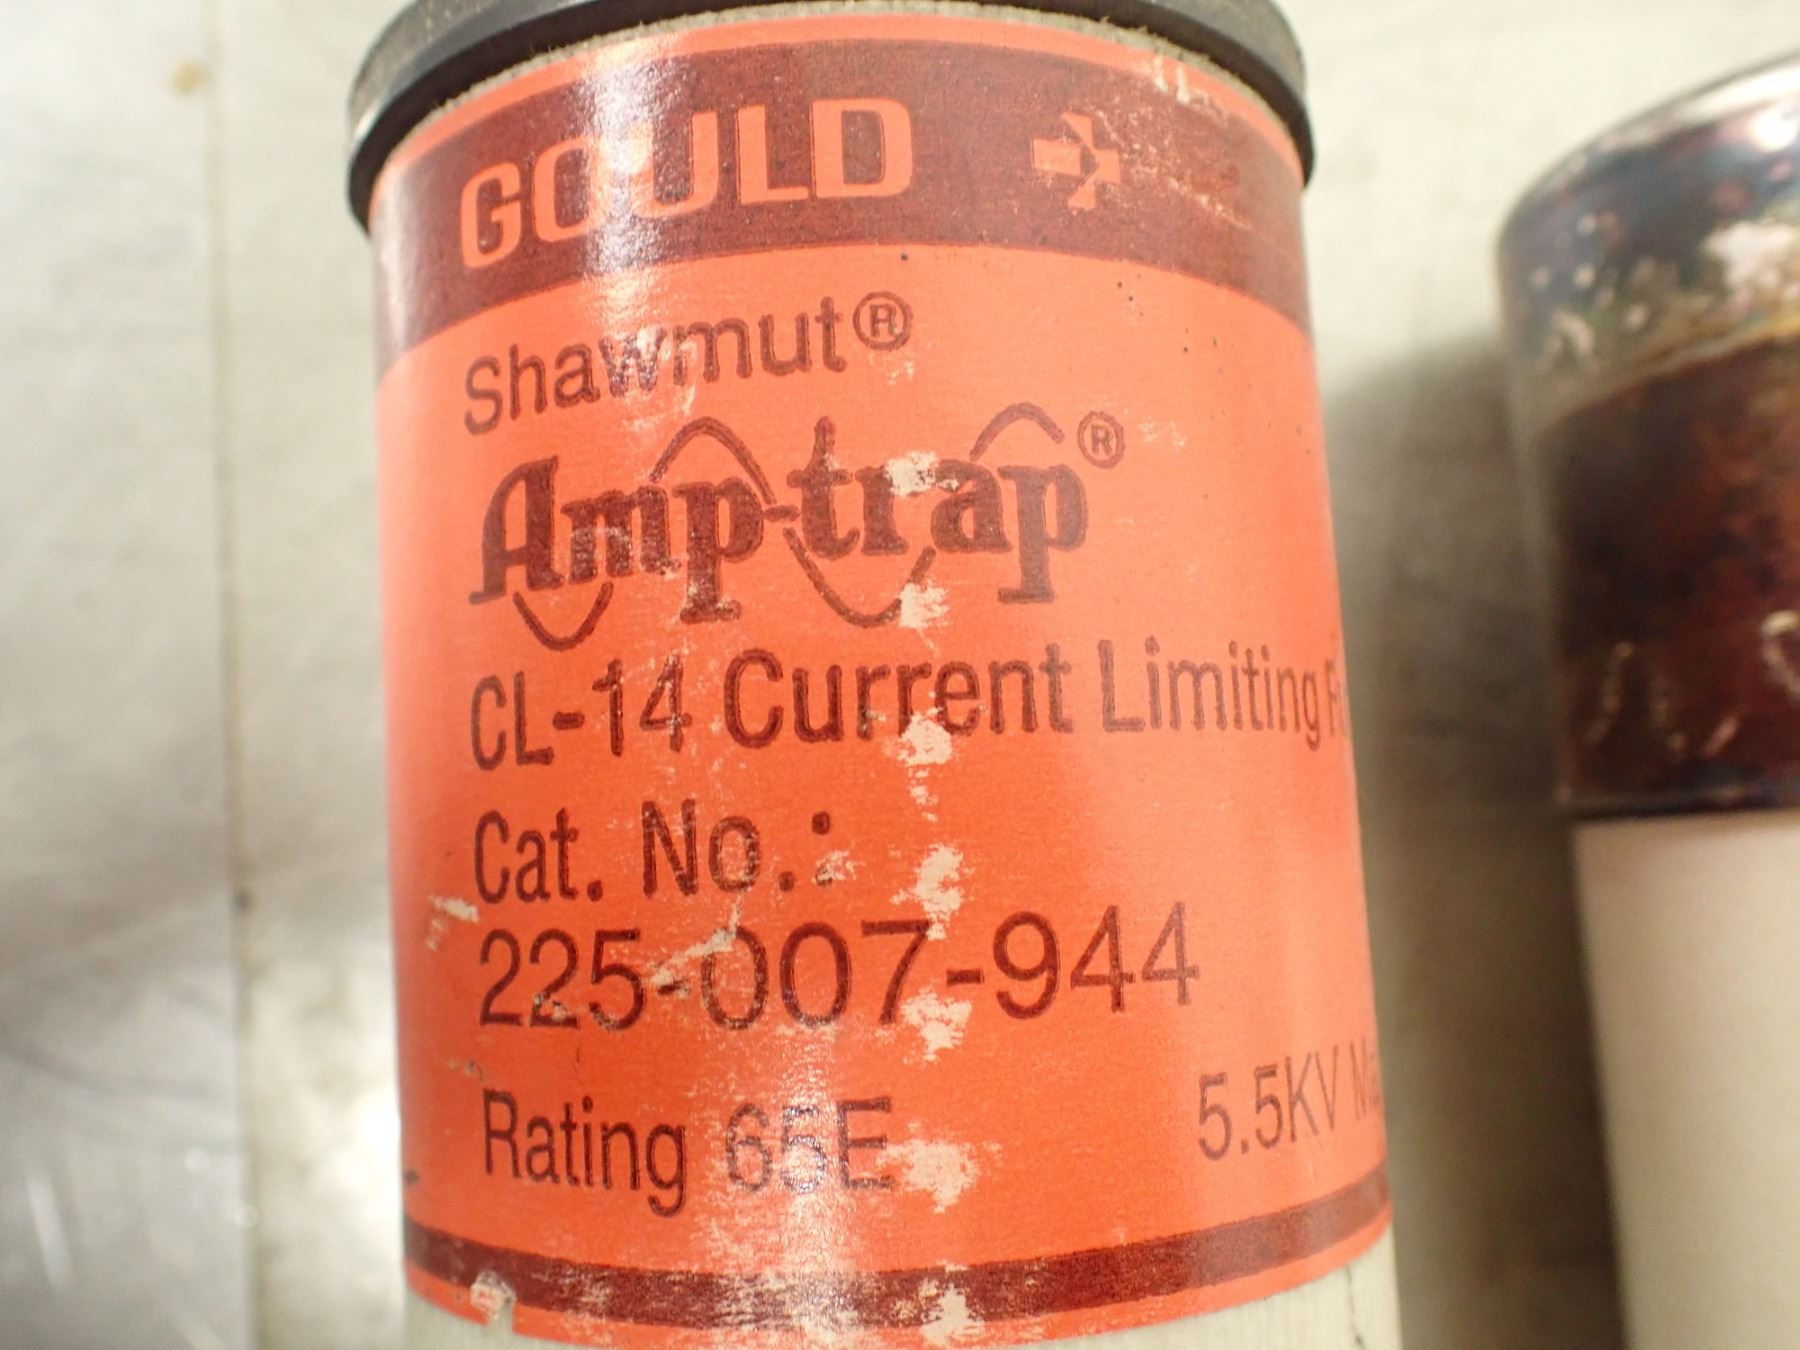 GOULD
Shawmut®
Amp-trap®
CL-14 Current Limiting
Cat. No.:
225-007-944
Rating 65E 5.5KV